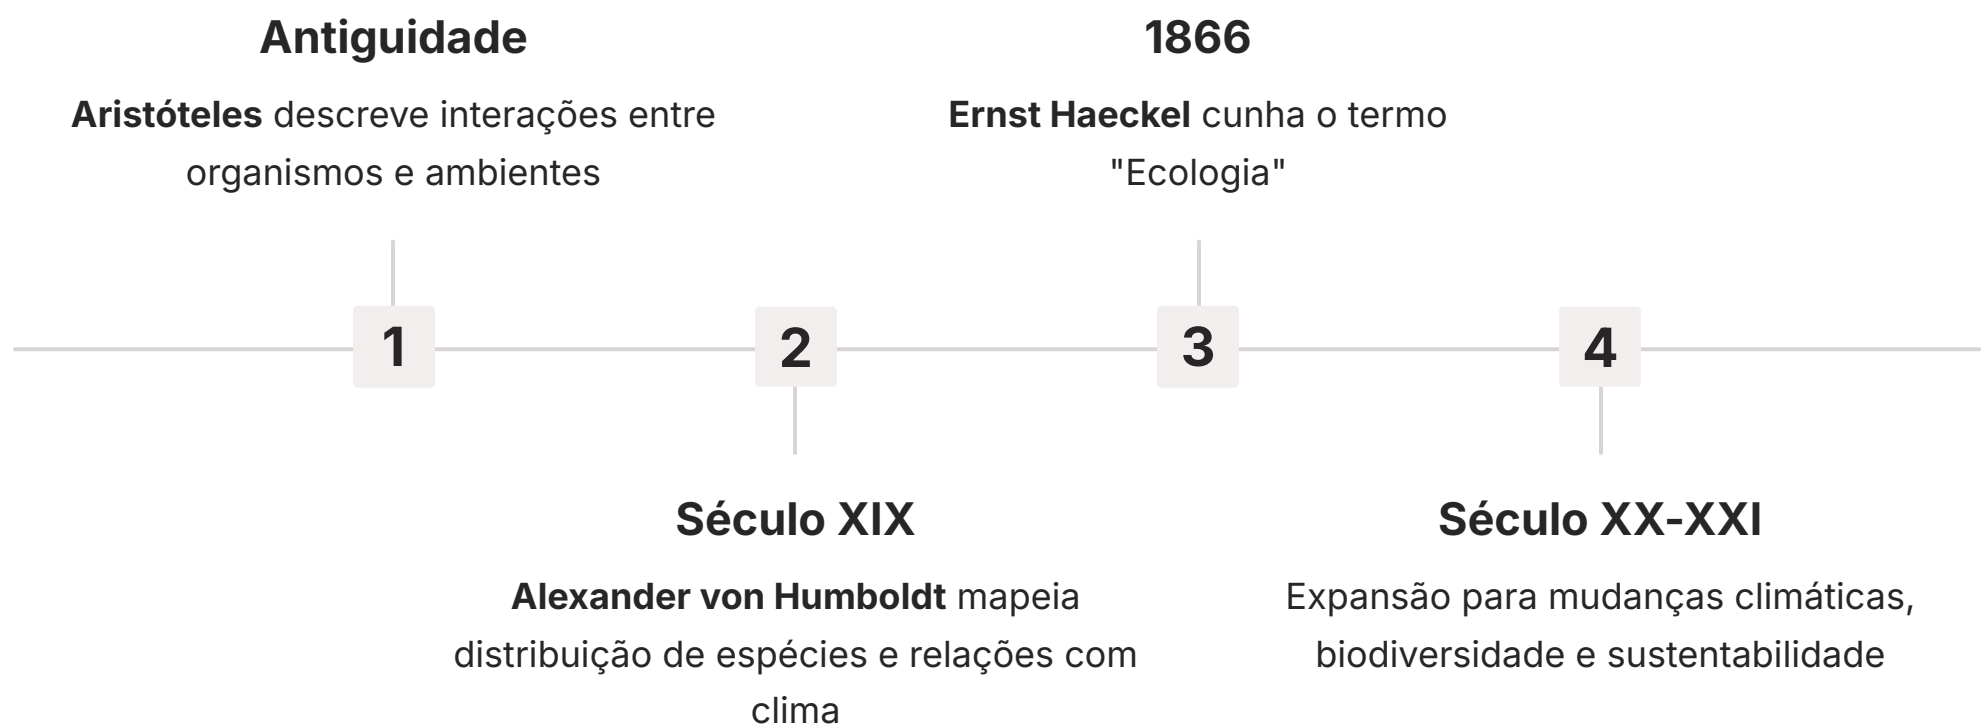 Antiguidade
Aristóteles descreve interações entre
organismos e ambientes
1866
Ernst Haeckel cunha o termo
"Ecologia"
1
2
3
4
Século XIX
Alexander von Humboldt mapeia
distribuição de espécies e relações com
clima
Século XX-XXI
Expansão para mudanças climáticas,
biodiversidade e sustentabilidade